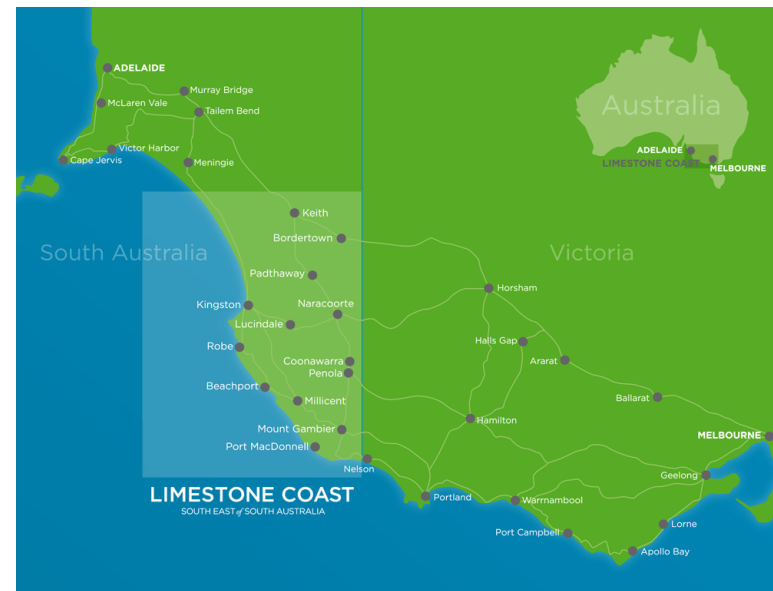 ADELAIDE
Murray Bridge
McLaren Vale
Tailem Bend
Victor Harbor
Cape Jervis
Meningie
Australia
ADELAIDE
LIMESTONE COAST
MELBOURNE
South Australia
Victoria
Keith
Bordertown
Padthaway
Horsham
Kingston
Naracoorte
Lucindale
Robe
Halls Gap
Coonawarra
Ararat
Penola
Beachport
Millicent
Ballarat
Hamilton
Mount Gambier
MELBOURNE
Port MacDonnell
Nelson
Geelong
LIMESTONE COAST
SOUTH EAST of SOUTH AUSTRALIA
Portland
Warrnambool
Lorne
Port Campbell
Apollo Bay